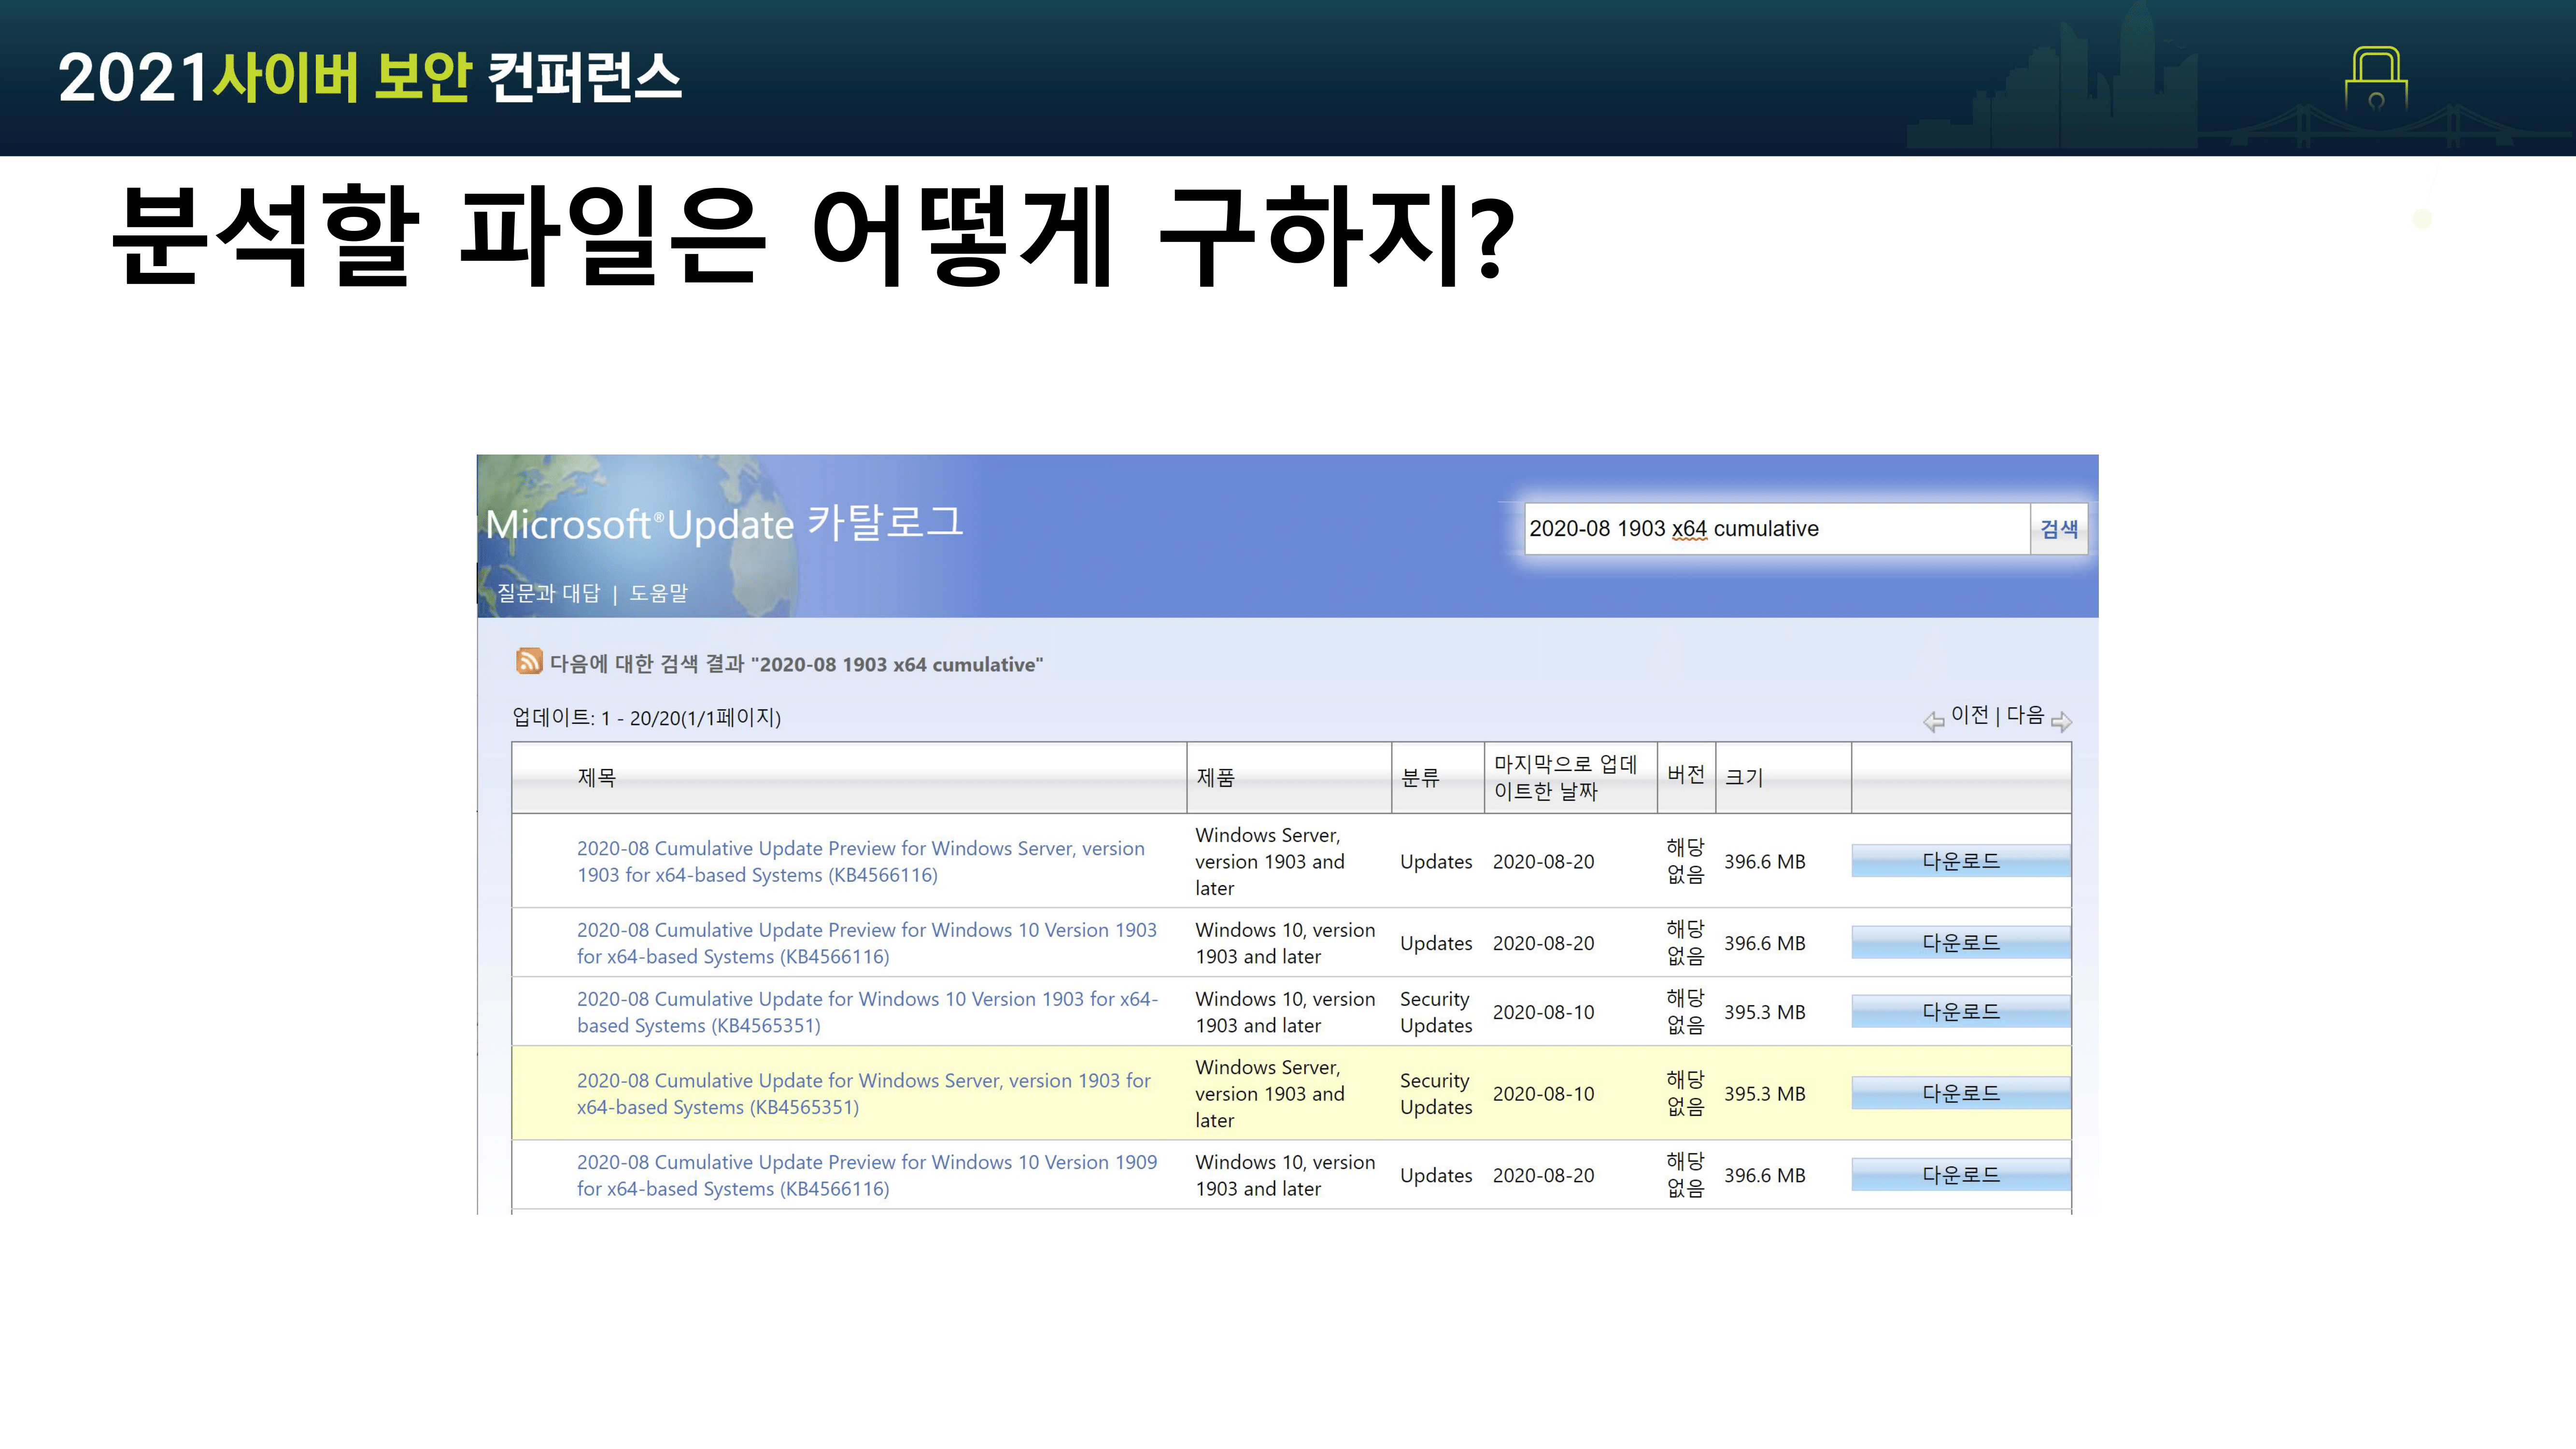 2021사이버 보안 컨퍼런스
분석할 파일은 어떻게 구하지?
Microsoft®Update 카탈로그
2020-08 1903 x64 cumulative
검색
질문과 대답 | 도움말
다음에 대한 검색 결과 "2020-08 1903 x64 cumulative"
업데이트: 1 - 20/20(1/1페이지)
이전 | 다음
제목
제품
분류
마지막으로 업데
이트한 날짜
버전
크기
2020-08 Cumulative Update Preview for Windows Server, version
1903 for x64-based Systems (KB4566116)
Windows Server,
version 1903 and
later
Updates
2020-08-20
해당
없음
396.6 MB
다운로드
2020-08 Cumulative Update Preview for Windows 10 Version 1903
for x64-based Systems (KB4566116)
Windows 10, version
1903 and later
Updates
2020-08-20
해당
없음
396.6 MB
다운로드
2020-08 Cumulative Update for Windows 10 Version 1903 for x64-
based Systems (KB4565351)
Windows 10, version
1903 and later
Security
Updates
2020-08-10
해당
없음
395.3 MB
다운로드
2020-08 Cumulative Update for Windows Server, version 1903 for
x64-based Systems (KB4565351)
Windows Server,
version 1903 and
later
Security
Updates
2020-08-10
해당
없음
395.3 MB
다운로드
2020-08 Cumulative Update Preview for Windows 10 Version 1909
for x64-based Systems (KB4566116)
Windows 10, version
1903 and later
Updates
2020-08-20
해당
없음
396.6 MB
다운로드